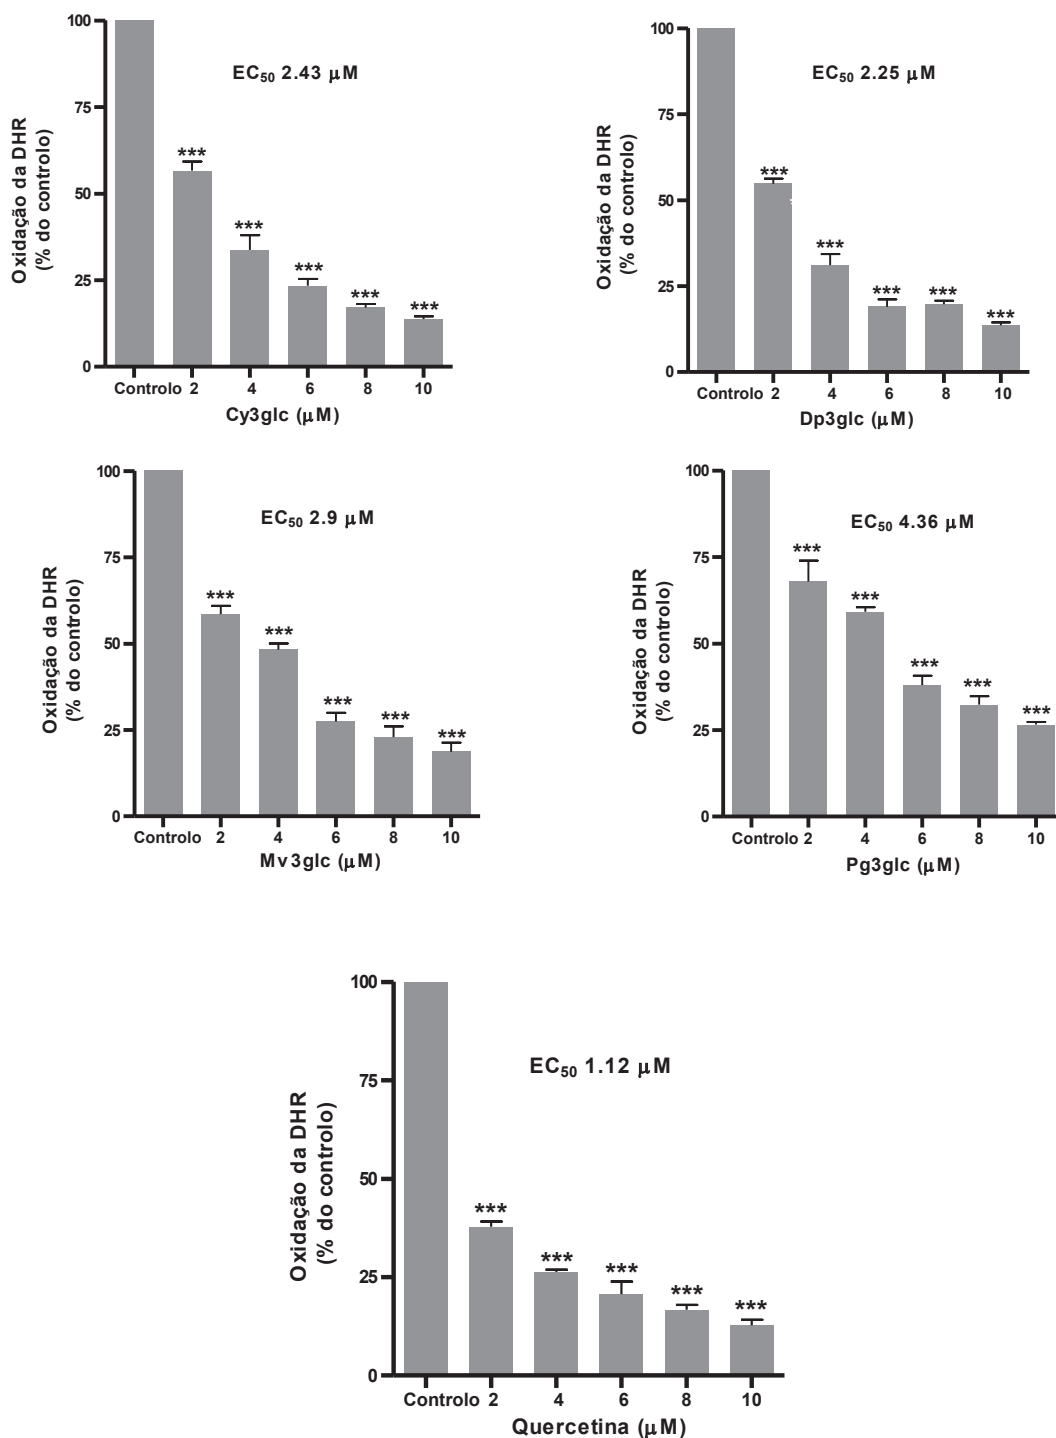 100
75
50
25
0
Oxidação da DHR
(% do controlo)
EC50 2.43 μM
***
***
***
***
***
Controlo 2 4 6 8 10
Cy3glc (μM)
100
75
50
25
0
Oxidação da DHR
(% do controlo)
EC50 2.25 μM
***
***
***
***
***
Controlo 2 4 6 8 10
Dp3glc (μM)
100
75
50
25
0
Oxidação da DHR
(% do controlo)
EC50 2.9 μM
***
***
***
***
***
Controlo 2 4 6 8 10
Mv3glc (μM)
100
75
50
25
0
Oxidação da DHR
(% do controlo)
EC50 4.36 μM
***
***
***
***
***
Controlo 2 4 6 8 10
Pg3glc (μM)
100
75
50
25
0
Oxidação da DHR
(% do controlo)
EC50 1.12 μM
***
***
***
***
***
Controlo 2 4 6 8 10
Quercetina (μM)